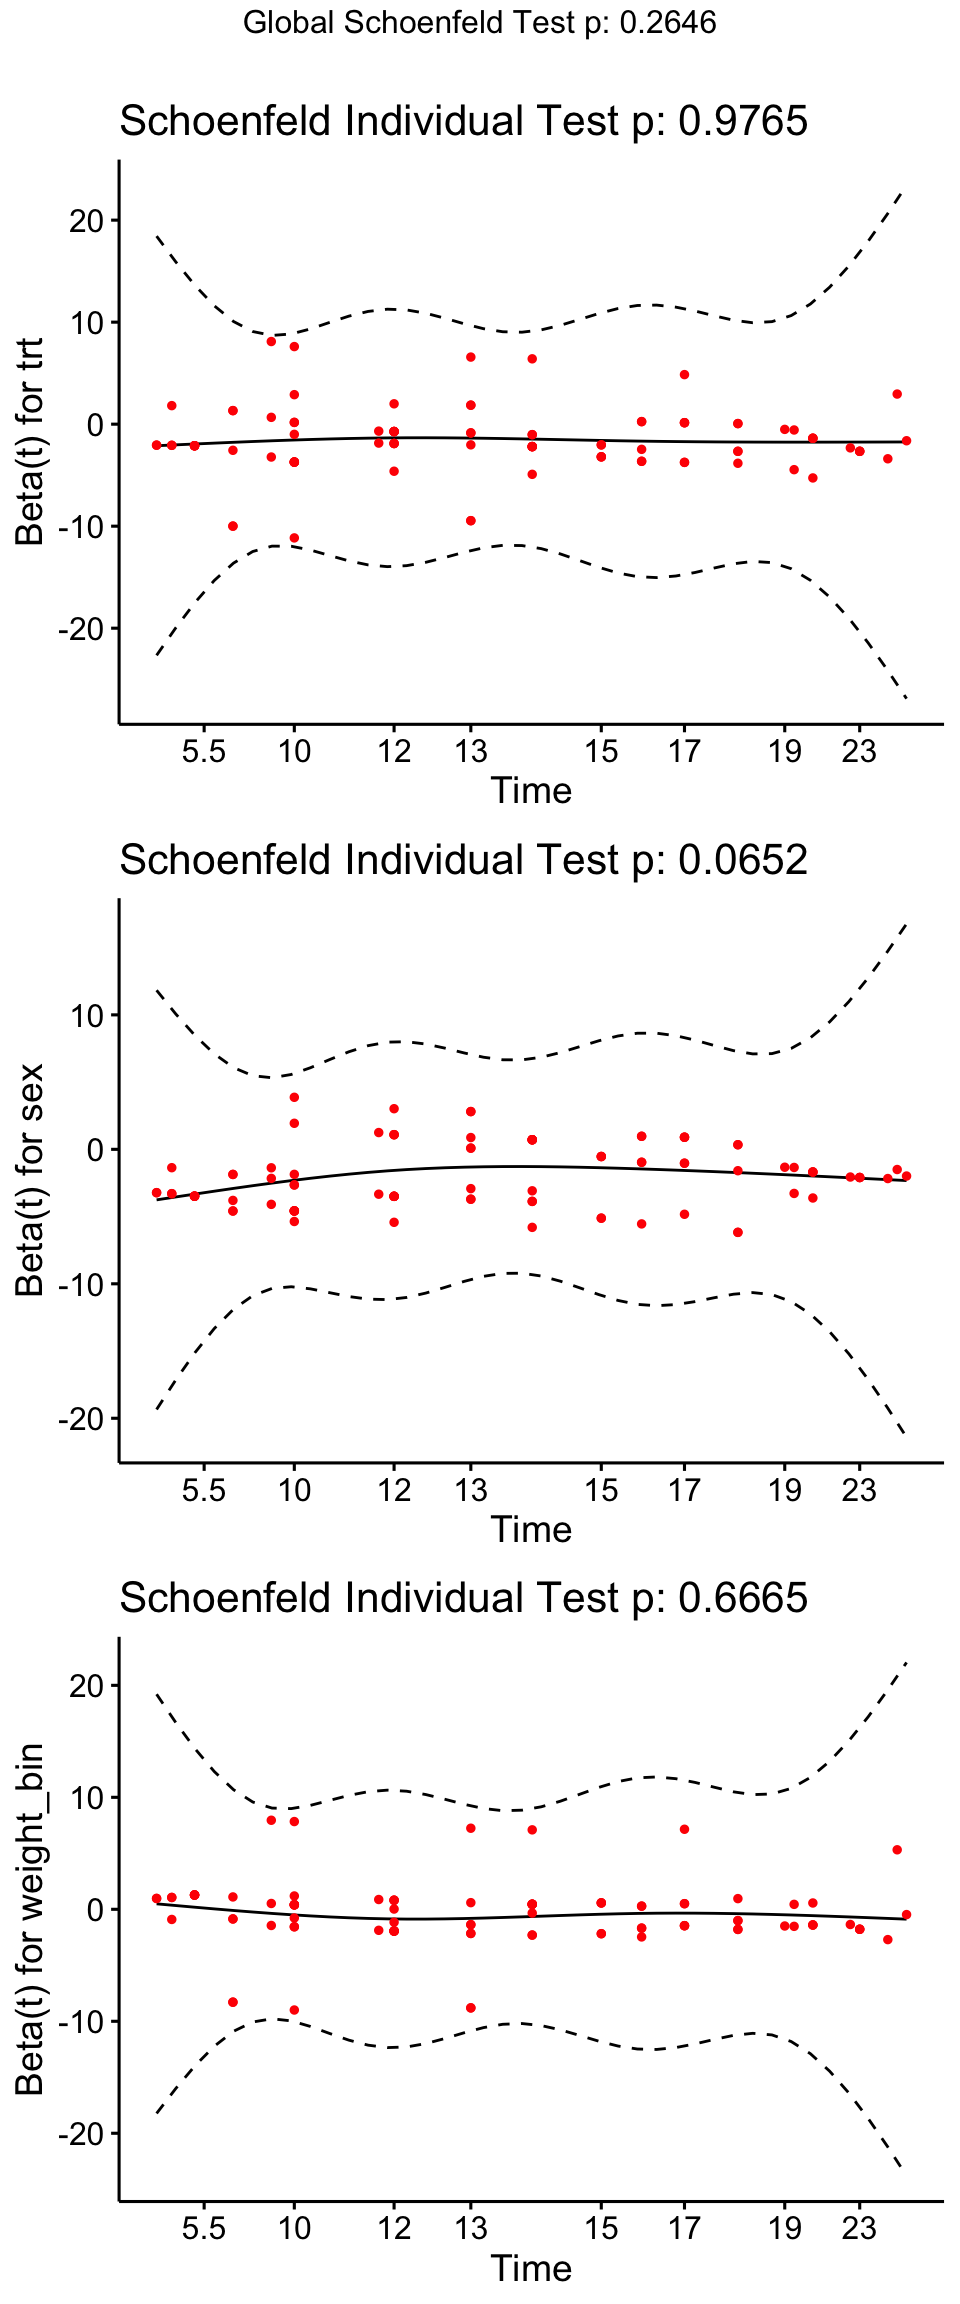 Global Schoenfeld Test p: 0.2646
Schoenfeld Individual Test p: 0.9765
20
10
0
-10
-20
Beta(t) for trt
5.5 10 12 13 15 17 19 23
Time
Schoenfeld Individual Test p: 0.0652
10
0
-10
-20
Beta(t) for sex
5.5 10 12 13 15 17 19 23
Time
Schoenfeld Individual Test p: 0.6665
20
10
0
-10
-20
Beta(t) for weight_bin
5.5 10 12 13 15 17 19 23
Time